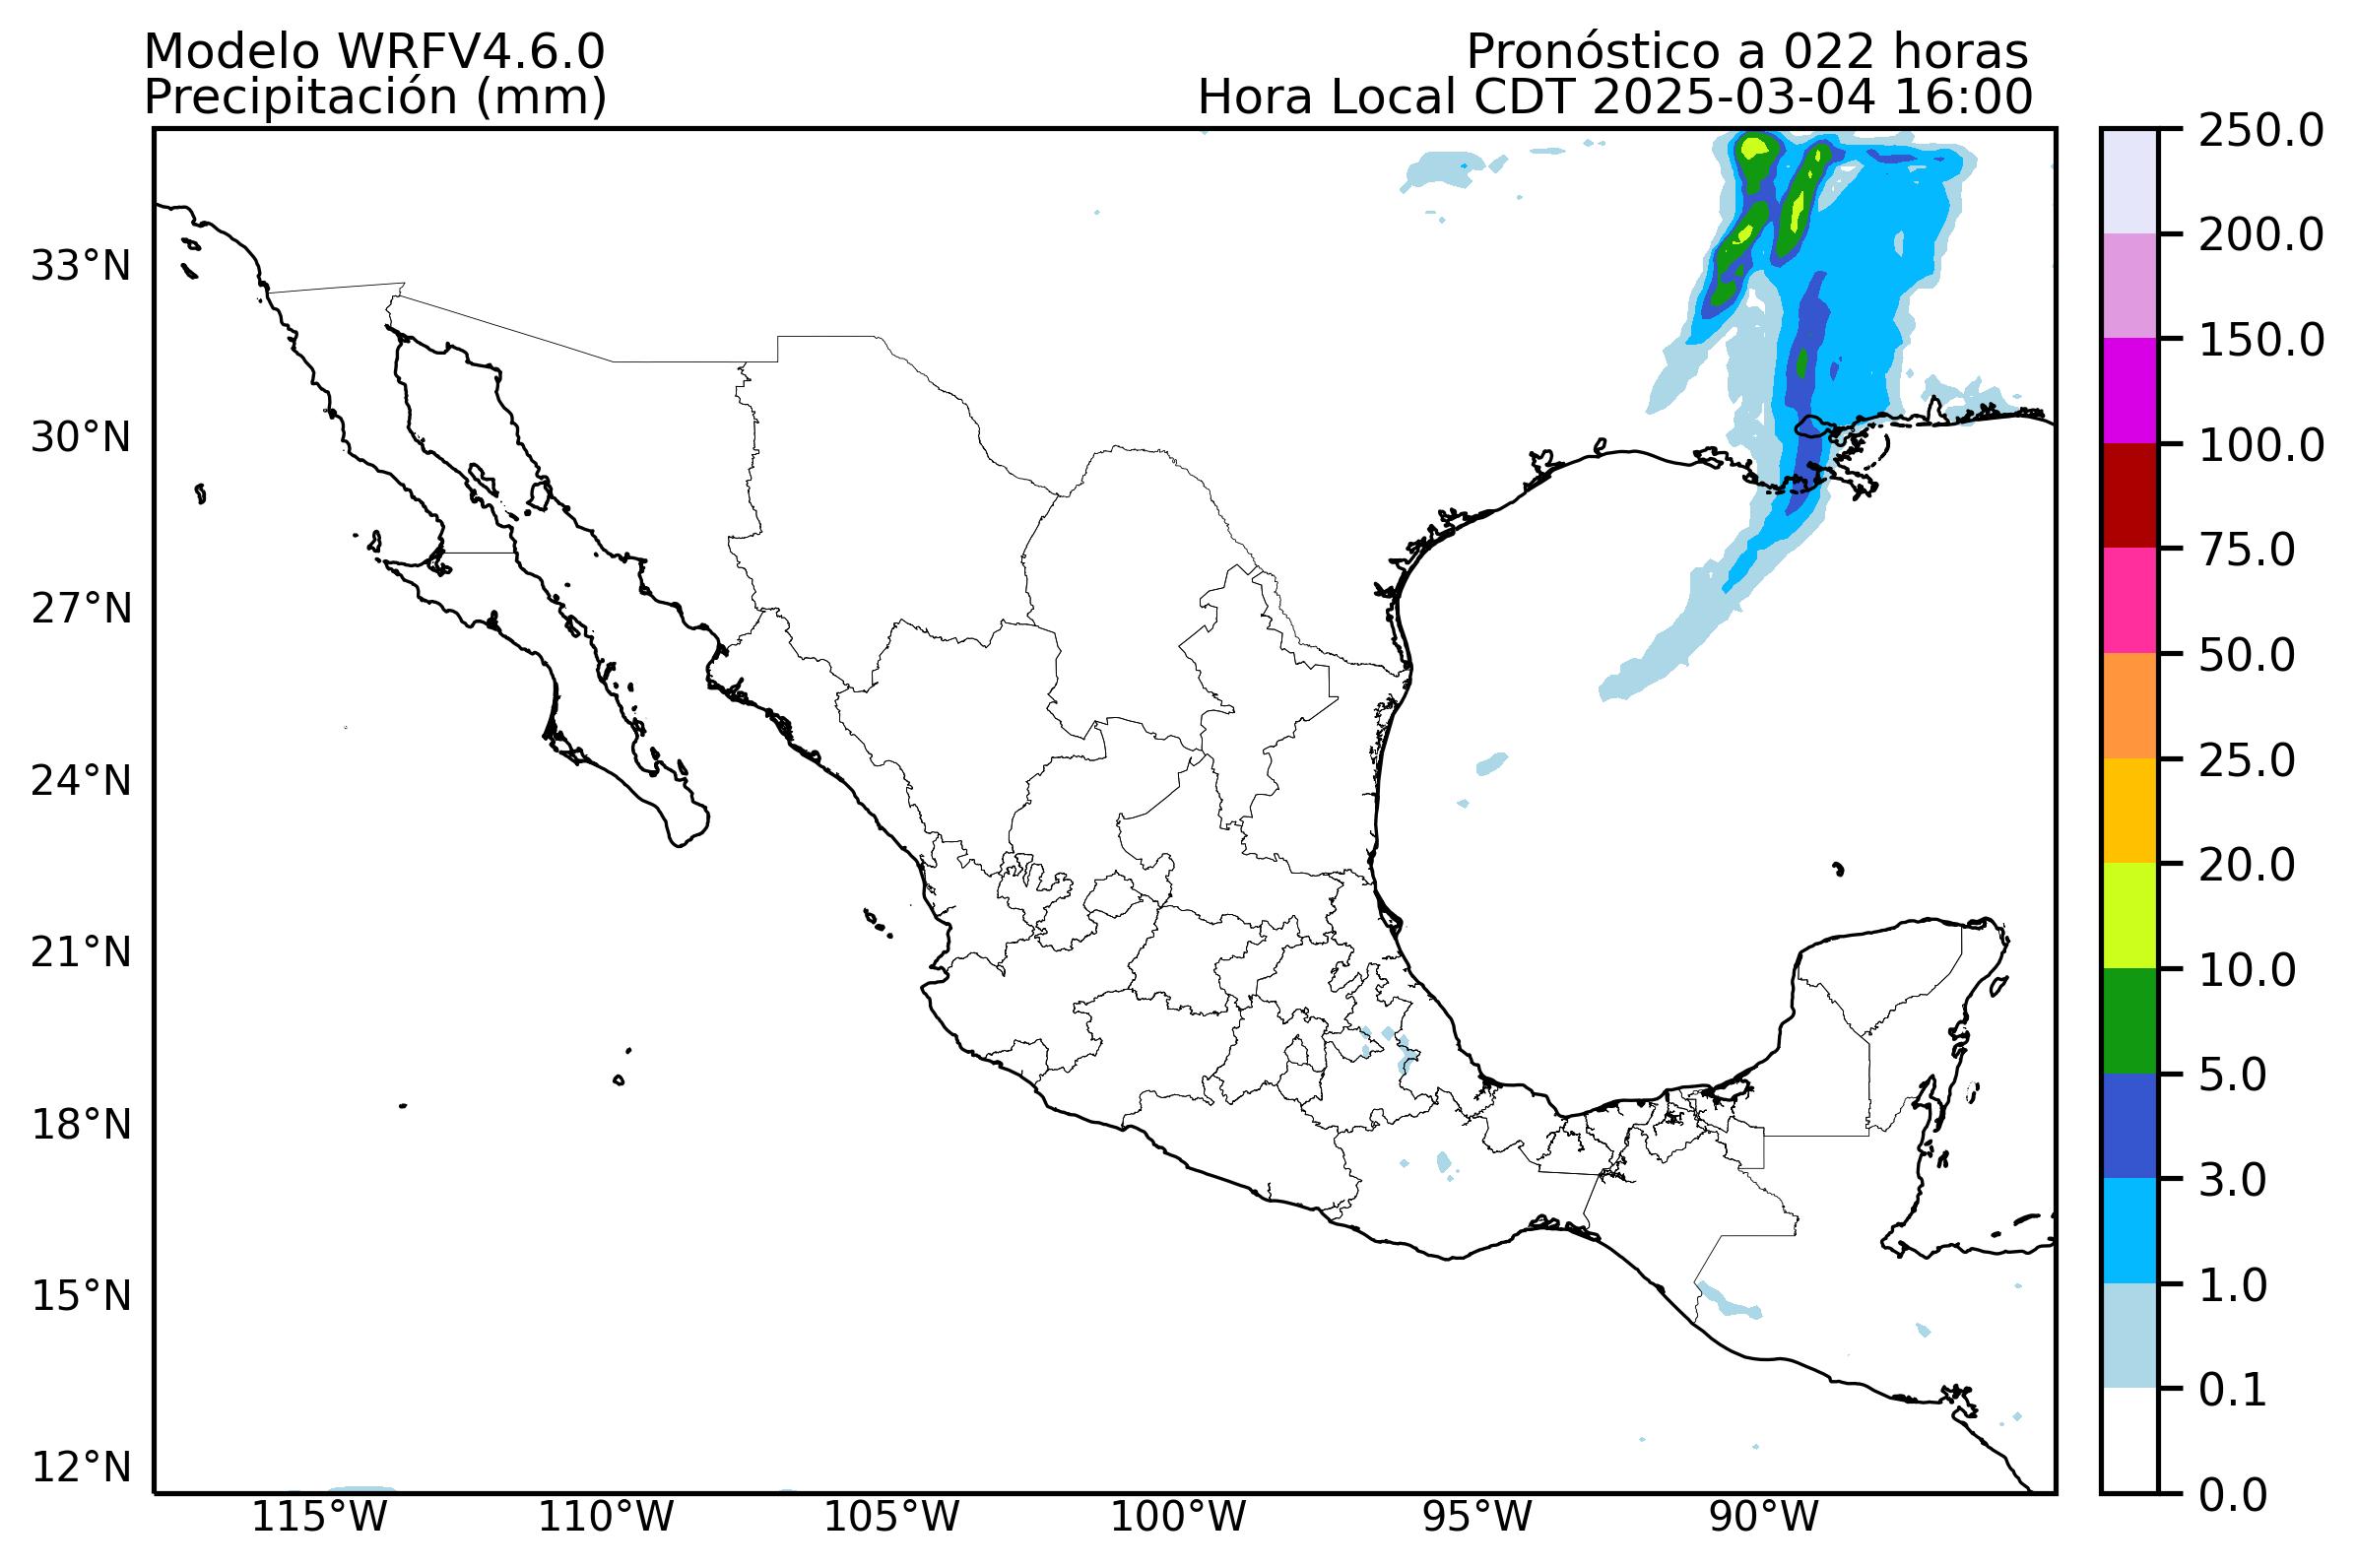 Modelo WRFV4.6.0
Pronóstico a 022 horas
Precipitación (mm)
Hora Local CDT 2025-03-04 16:00
33°N
30°N
27°N
24°N
21°N
18°N
15°N
12°N
115°W
110°W
105°W
100°W
95°W
90°W
250.0
200.0
150.0
100.0
75.0
50.0
25.0
20.0
10.0
5.0
3.0
1.0
0.1
0.0